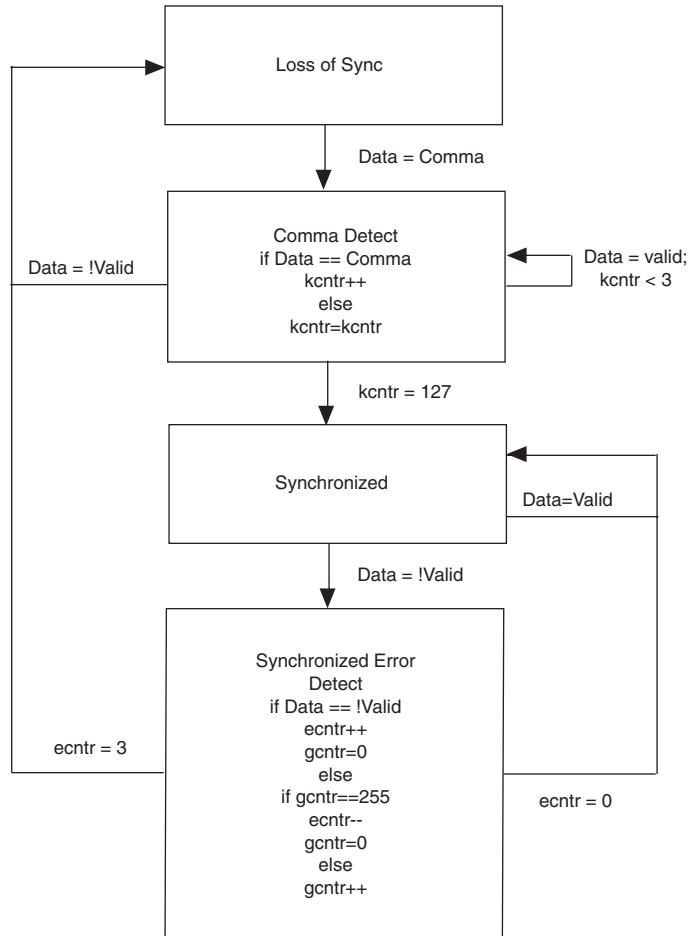 Loss of Sync
Data = Comma
Comma Detect
if Data == Comma
kcntr++
else
kcntr=kcntr
Data = !Valid
Data = valid;
kcntr < 3
kcntr = 127
Synchronized
Data=Valid
Data = !Valid
Synchronized Error
Detect
if Data == !Valid
ecntr++
gcntr=0
else
if gcntr==255
ecntr--
gcntr=0
else
gcntr++
ecntr = 3
ecntr = 0